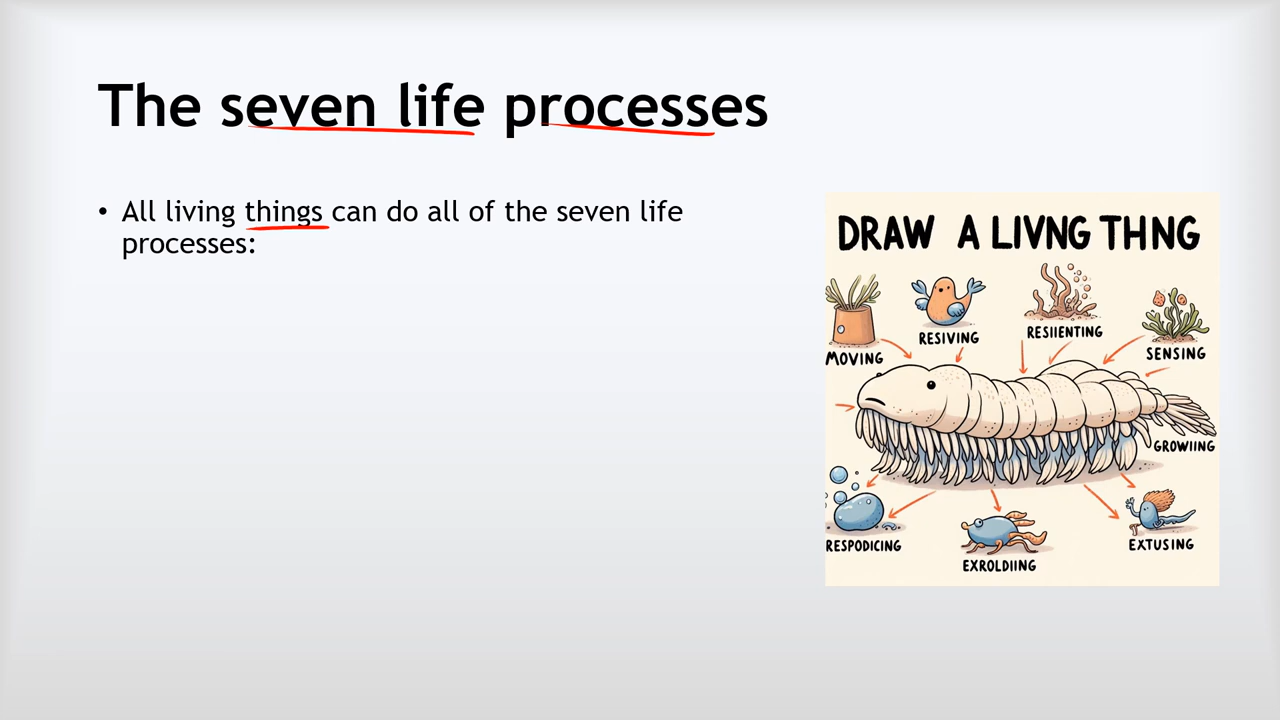 The seven life processes
• All living things can do all of the seven life
processes:
DRAW A LIVNG THNG
MOVING
RESIVING
RESIIENTING
SENSING
GROWIING
RESPODICING
EXROLDIING
EXTUSING